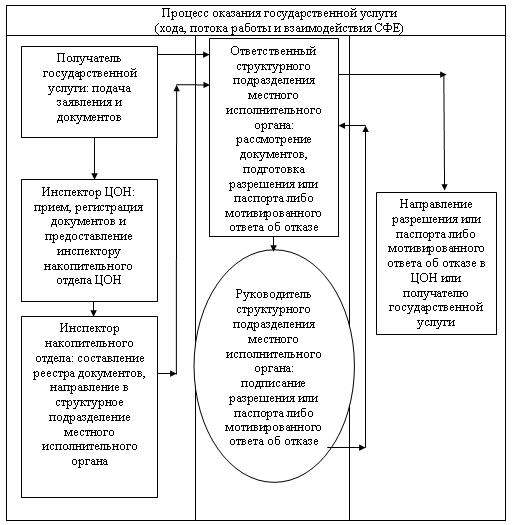 Процесс оказания государственной услуги
(хода, потока работы и взаимодействия СФЕ)
Получатель
государственной
услуги: подача
заявления и
документов
Инспектор ЦОН:
прием, регистрация
документов и
предоставление
инспектору
накопительного
отдела ЦОН
Инспектор
накопительного
отдела: составление
реестра документов,
направление в
структурное
подразделение
местного
исполнительного
органа
Ответственный
структурного
подразделения
местного
исполнительного
органа:
рассмотрение
документов,
подготовка
разрешения или
паспорта либо
мотивированного
ответа об отказе
Руководитель
структурного
подразделения
местного
исполнительного
органа:
подписание
разрешения или
паспорта либо
мотивированного
ответа об отказе
Направление
разрешения или
паспорта либо
мотивированного
ответа об отказе в
ЦОН или
получателю
государственной
услуги